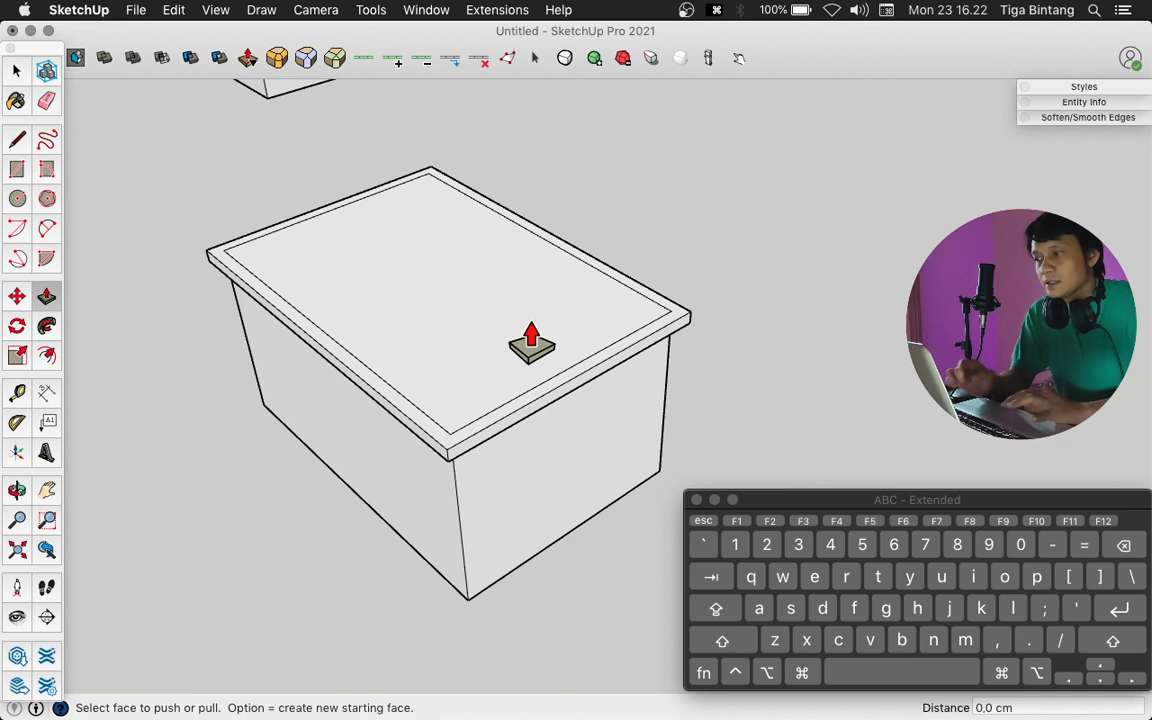 SketchUp File Edit View Draw Camera Tools Window Extensions Help 100% Mon 23 16.22 Tiga Bintang
Untitled - SketchUp Pro 2021
Styles
Entity Info
Soften/Smooth Edges
A1
ABC - Extended
esc F1 F2 F3 F4 F5 F6 F7 F8 F9 F10 F11 F12
` 1 2 3 4 5 6 7 8 9 0 - =
q w e r t y u i o p [ ] \
a s d f g h j k l ; '
z x c v b n m , . /
fn ^ ⌥ ⌘ ⌘ ⌥
Select face to push or pull. Option = create new starting face. Distance 0,0 cm